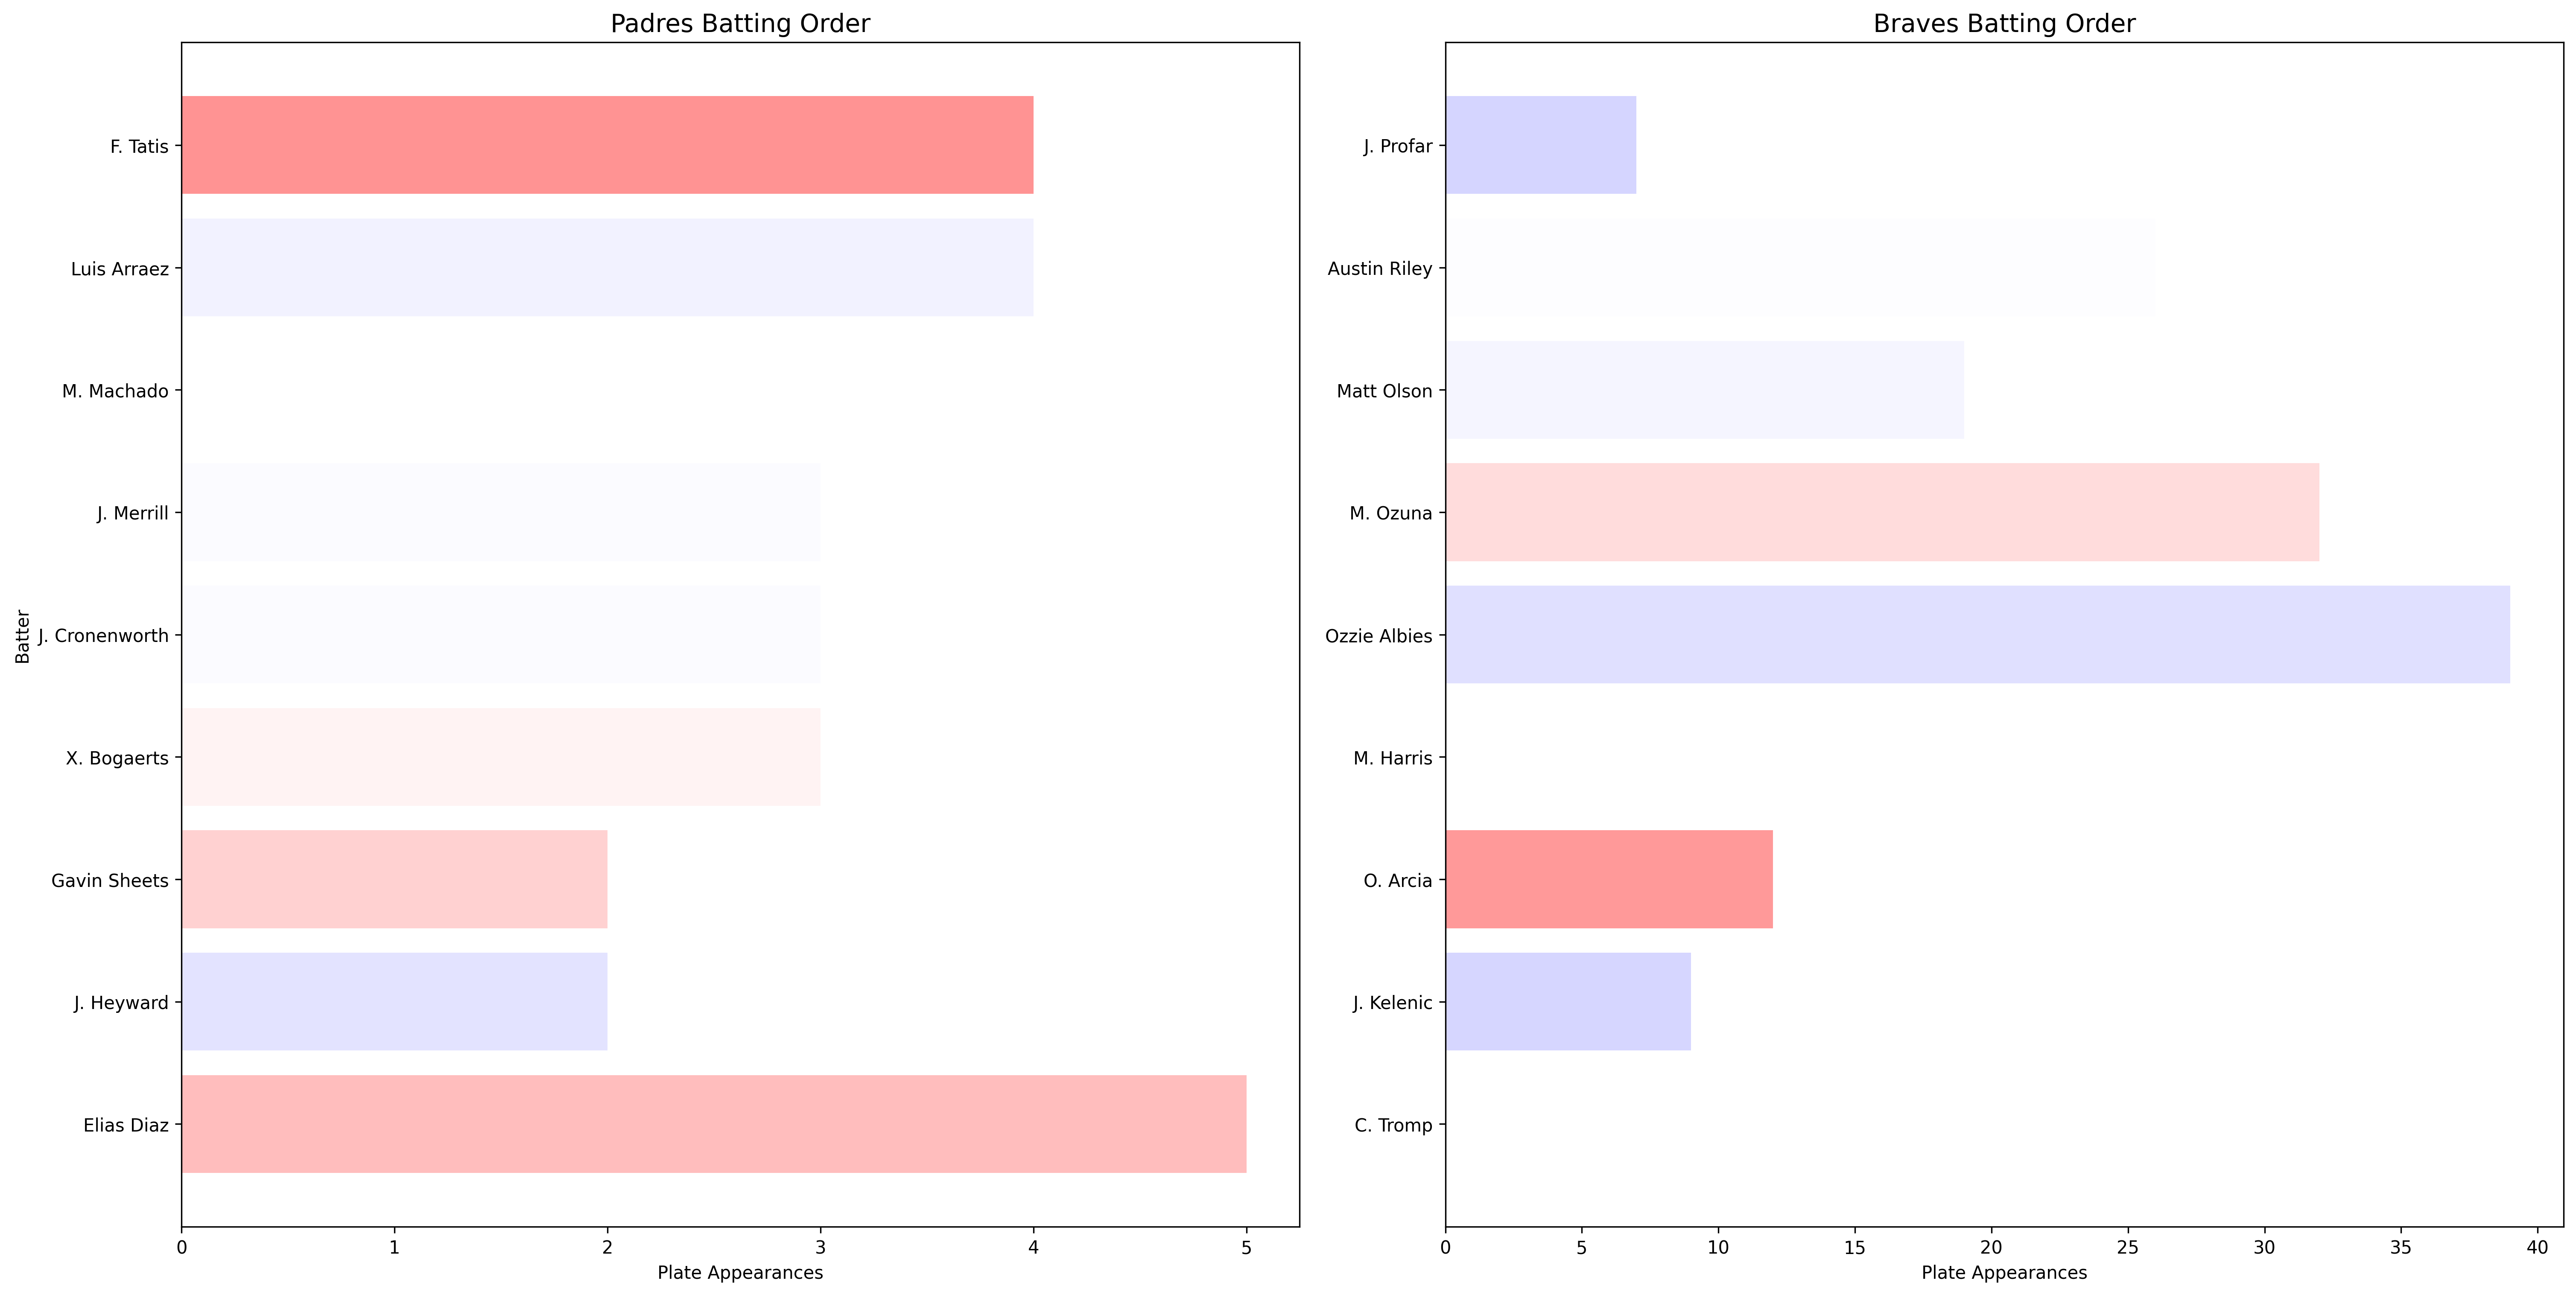 Padres Batting Order
Batter
F. Tatis
Luis Arraez
M. Machado
J. Merrill
J. Cronenworth
X. Bogaerts
Gavin Sheets
J. Heyward
Elias Diaz
0 1 2 3 4 5
Plate Appearances
Braves Batting Order
J. Profar
Austin Riley
Matt Olson
M. Ozuna
Ozzie Albies
M. Harris
O. Arcia
J. Kelenic
C. Tromp
0 5 10 15 20 25 30 35 40
Plate Appearances